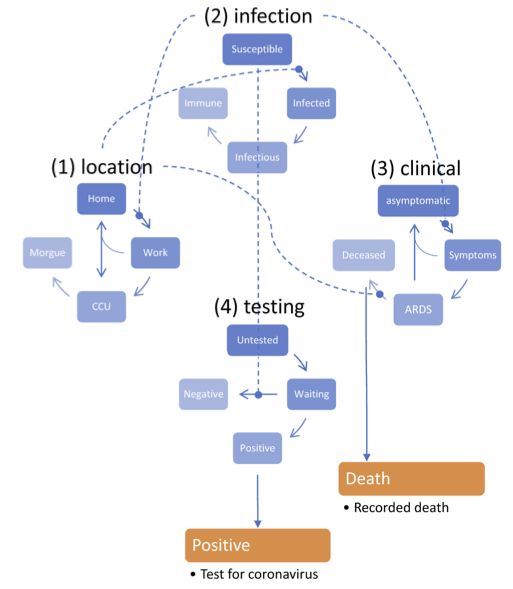 (2) infection
Susceptible
Immune
Infected
Infectious
(1) location
Home
Morgue
Work
CCU
(3) clinical
asymptomatic
Deceased
Symptoms
ARDS
(4) testing
Untested
Negative
Waiting
Positive
Death
• Recorded death
Positive
• Test for coronavirus